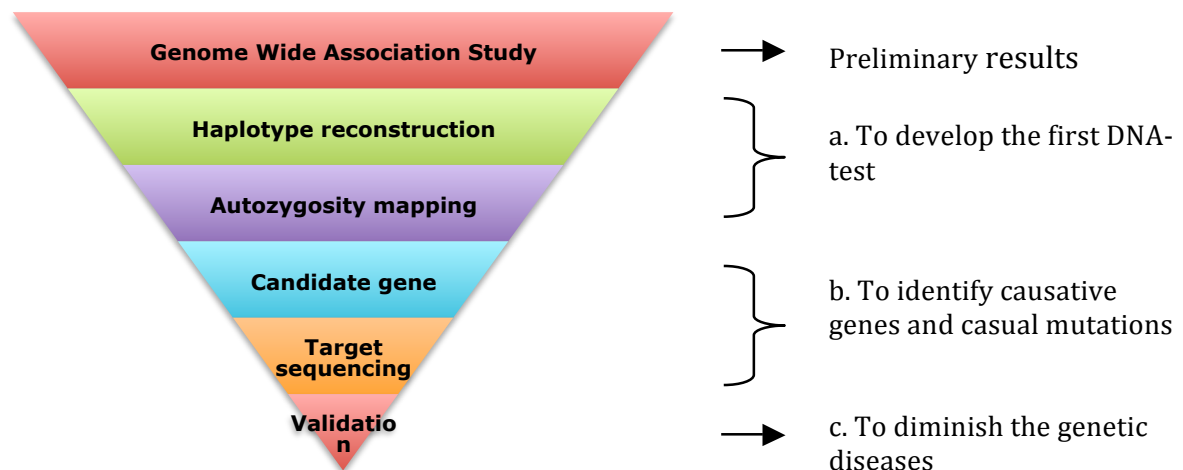 Genome Wide Association Study
Preliminary results
Haplotype reconstruction
a. To develop the first DNA-
test
Autozygosity mapping
Candidate gene
b. To identify causative
genes and casual mutations
Target
sequencing
Validatio
n
c. To diminish the genetic
diseases